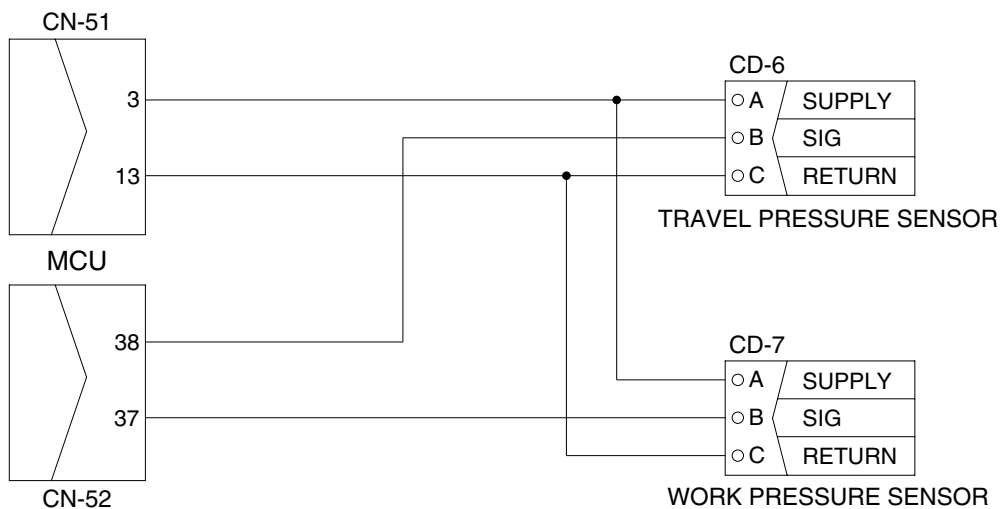 CN-51
3
13
MCU
38
37
CN-52
CD-6
A SUPPLY
B SIG
C RETURN
TRAVEL PRESSURE SENSOR
CD-7
A SUPPLY
B SIG
C RETURN
WORK PRESSURE SENSOR